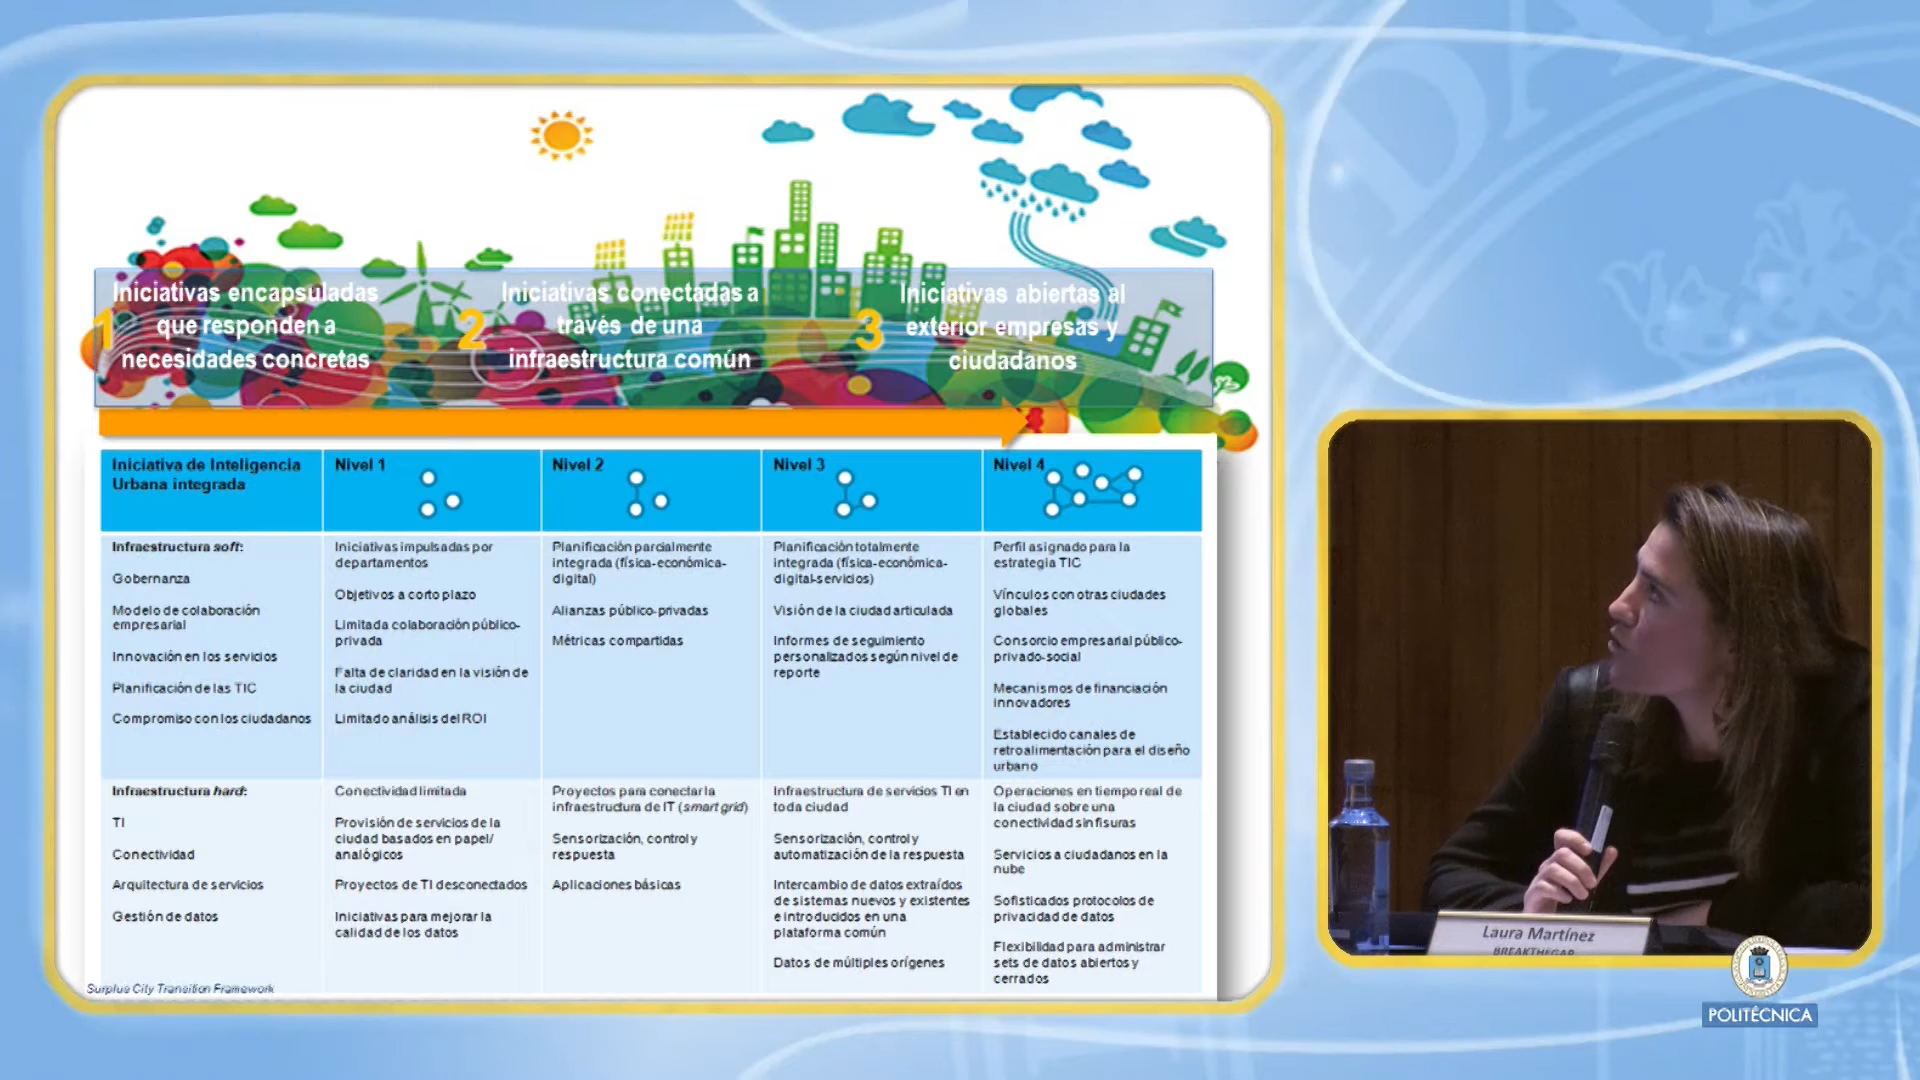 1
Iniciativas encapsuladas
que responden a
necesidades concretas
2
Iniciativas conectadas a
través de una
infraestructura común
3
Iniciativas abiertas al
exterior empresas y
ciudadanos
Iniciativa de Inteligencia
Urbana integrada
Nivel 1
Nivel 2
Nivel 3
Nivel 4
Infraestructura soft:
Gobernanza
Modelo de colaboración
empresarial
Innovación en los servicios
Planificación de las TIC
Compromiso con los ciudadanos
Iniciativas impulsadas por
departamentos
Objetivos a corto plazo
Limitada colaboración público-
privada
Falta de claridad en la visión de
la ciudad
Limitado análisis del ROI
Planificación parcialmente
integrada (física-económica-
digital)
Alianzas público-privadas
Métricas compartidas
Planificación totalmente
integrada (física-económica-
digital-servicios)
Visión de la ciudad articulada
Informes de seguimiento
personalizados según nivel de
reporte
Perfil asignado para la
estrategia TIC
Vínculos con otras ciudades
globales
Consorcio empresarial público-
privado-social
Mecanismos de financiación
innovadores
Establecido canales de
retroalimentación para el diseño
urbano
Infraestructura hard:
TI
Conectividad
Arquitectura de servicios
Gestión de datos
Conectividad limitada
Provisión de servicios de la
ciudad basados en papel/
analógicos
Proyectos de TI desconectados
Iniciativas para mejorar la
calidad de los datos
Proyectos para conectar la
infraestructura de IT (smart grid)
Sensorización, control y
respuesta
Aplicaciones básicas
Infraestructura de servicios TI en
toda ciudad
Sensorización, control y
automatización de la respuesta
Intercambio de datos extraídos
de sistemas nuevos y existentes
e introducidos en una
plataforma común
Datos de múltiples orígenes
Operaciones en tiempo real de
la ciudad sobre una
conectividad sin fisuras
Servicios a ciudadanos en la
nube
Sofisticados protocolos de
privacidad de datos
Flexibilidad para administrar
sets de datos abiertos y
cerrados
Surplus City Transition Framework
Laura Martínez
POLITÉCNICA